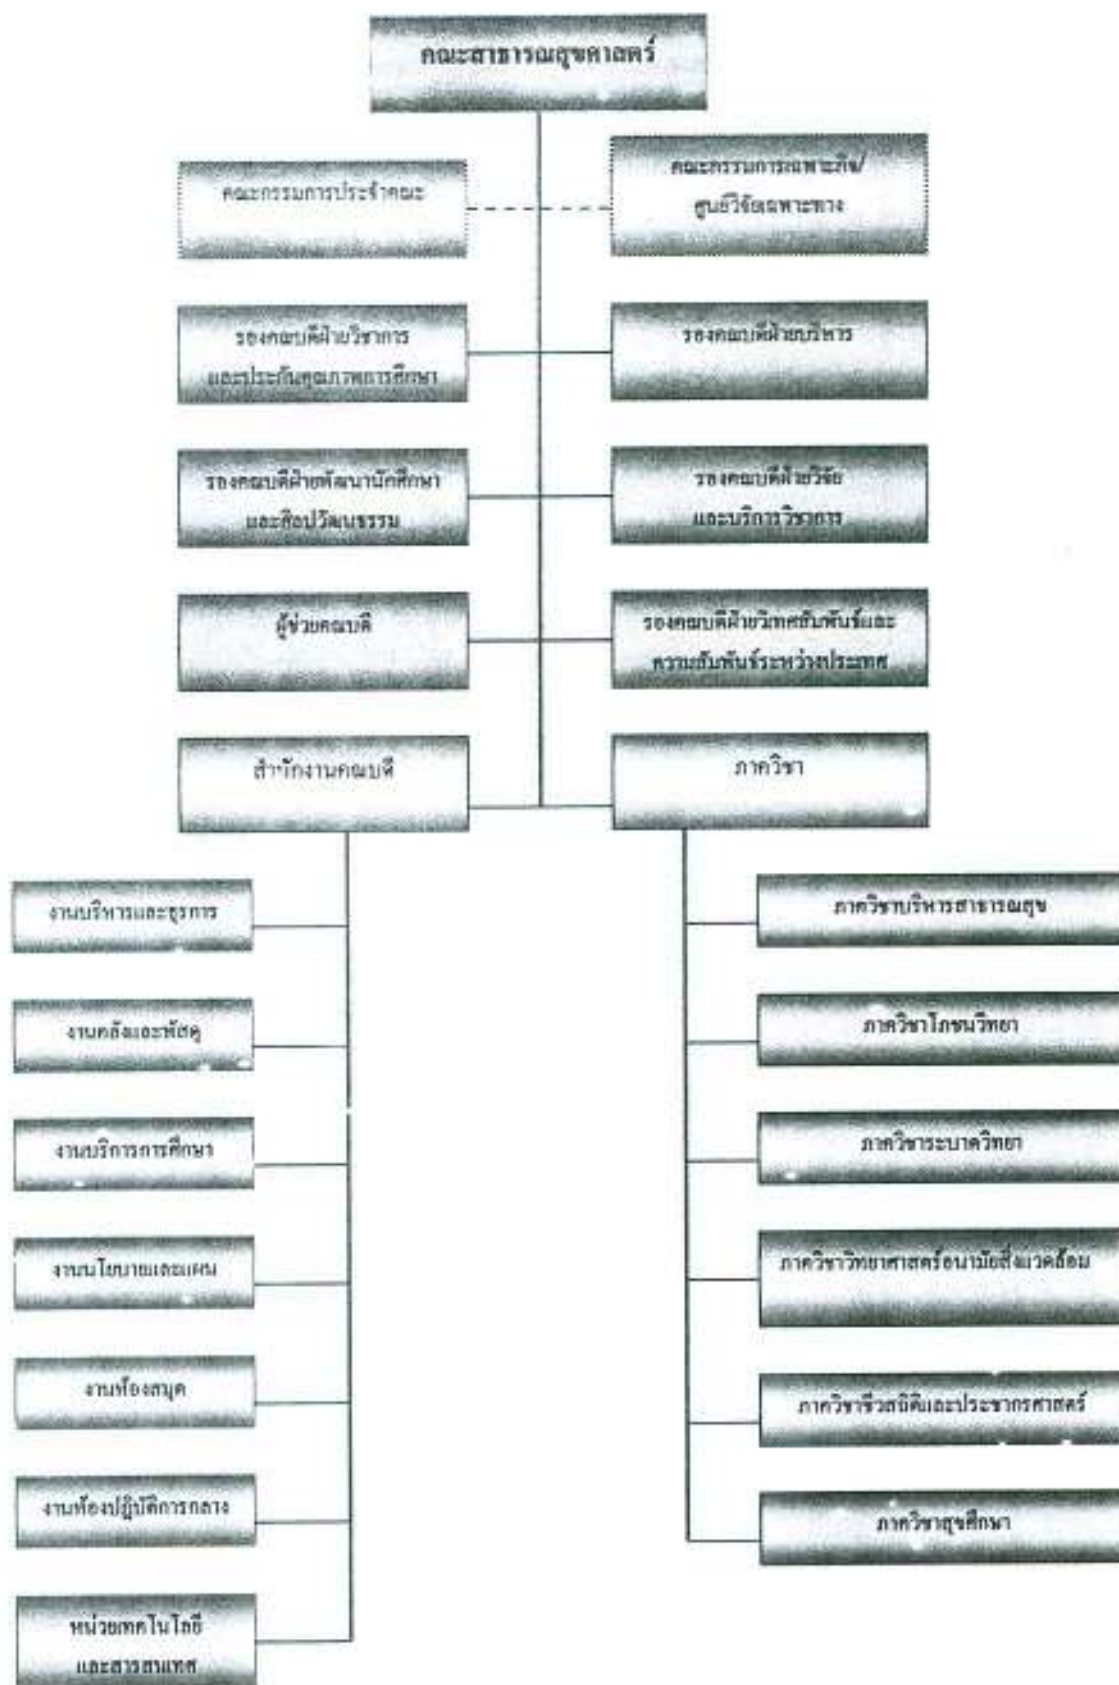 คณะสาธารณสุขศาสตร์
คณะกรรมการประจำคณะ
คณะกรรมการเฉพาะกิจ/
ศูนย์วิจัยเฉพาะทาง
รองคณบดีฝ่ายวิชาการ
และประกันคุณภาพการศึกษา
รองคณบดีฝ่ายบริหาร
รองคณบดีฝ่ายพัฒนานักศึกษา
และศิลปวัฒนธรรม
รองคณบดีฝ่ายวิจัย
และบริการวิชาการ
ผู้ช่วยคณบดี
รองคณบดีฝ่ายวิเทศสัมพันธ์และ
ความสัมพันธ์ระหว่างประเทศ
สำนักงานคณบดี
ภาควิชา
งานบริหารและธุรการ
งานคลังและพัสดุ
งานบริการการศึกษา
งานนโยบายและแผน
งานห้องสมุด
งานห้องปฏิบัติการกลาง
หน่วยเทคโนโลยี
และสารสนเทศ
ภาควิชาบริหารสาธารณสุข
ภาควิชาโภชนวิทยา
ภาควิชาระบาดวิทยา
ภาควิชาวิทยาศาสตร์อนามัยสิ่งแวดล้อม
ภาควิชาชีวสถิติและประชากรศาสตร์
ภาควิชาสุขศึกษา